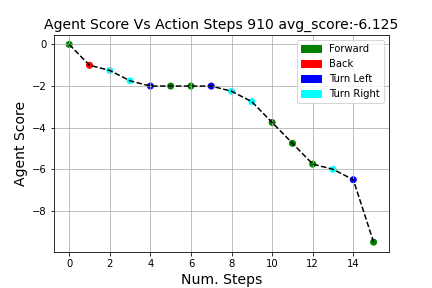 Agent Score Vs Action Steps 910 avg_score:-6.125
0
−2
−4
−6
−8
Agent Score
Forward
Back
Turn Left
Turn Right
0 2 4 6 8 10 12 14
Num. Steps